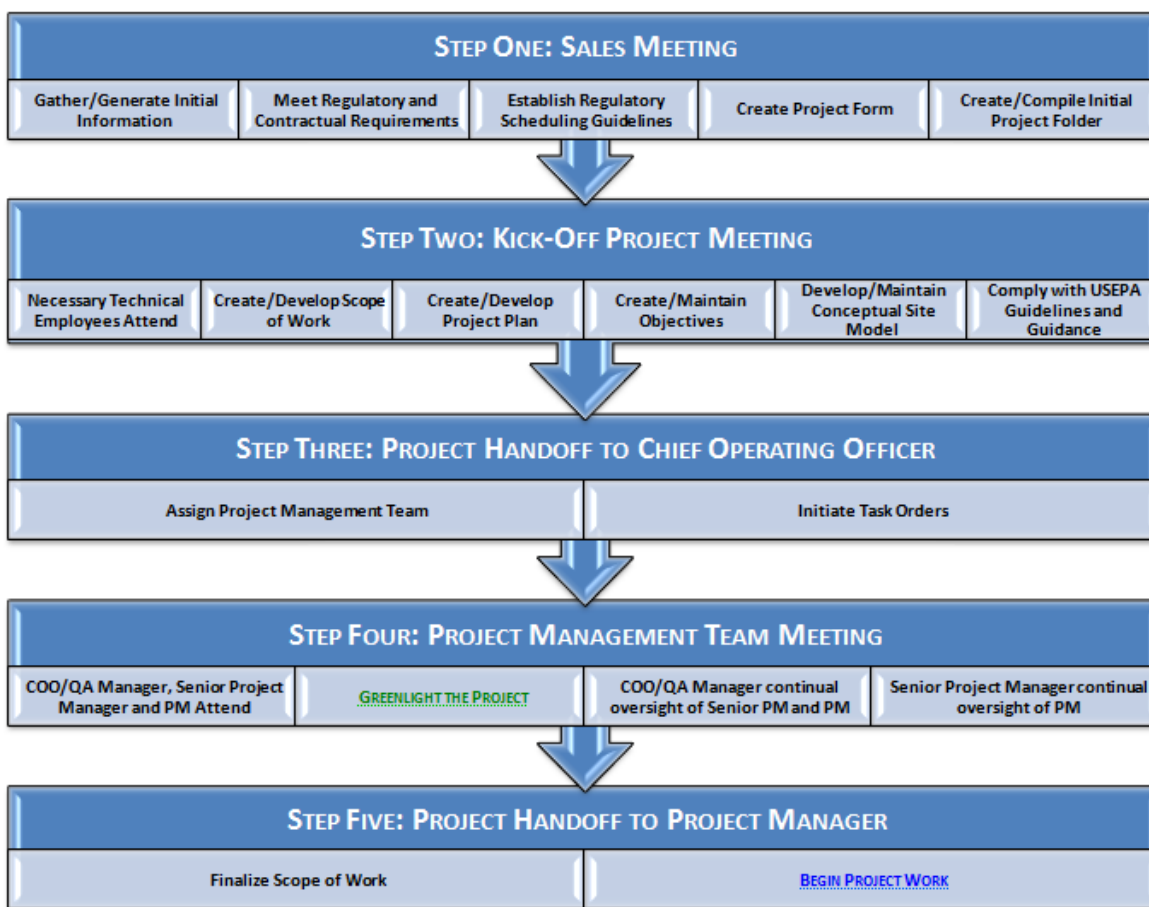 STEP ONE: SALES MEETING
Gather/Generate Initial
Information
Meet Regulatory and
Contractual Requirements
Establish Regulatory
Scheduling Guidelines
Create Project Form
Create/Compile Initial
Project Folder
STEP TWO: KICK-OFF PROJECT MEETING
Necessary Technical
Employees Attend
Create/Develop Scope
of Work
Create/Develop
Project Plan
Create/Maintain
Objectives
Develop/Maintain
Conceptual Site
Model
Comply with USEPA
Guidelines and
Guidance
STEP THREE: PROJECT HANDOFF TO CHIEF OPERATING OFFICER
Assign Project Management Team
Initiate Task Orders
STEP FOUR: PROJECT MANAGEMENT TEAM MEETING
COO/QA Manager, Senior Project
Manager and PM Attend
GREENLIGHT THE PROJECT
COO/QA Manager continual
oversight of Senior PM and PM
Senior Project Manager continual
oversight of PM
STEP FIVE: PROJECT HANDOFF TO PROJECT MANAGER
Finalize Scope of Work
BEGIN PROJECT WORK